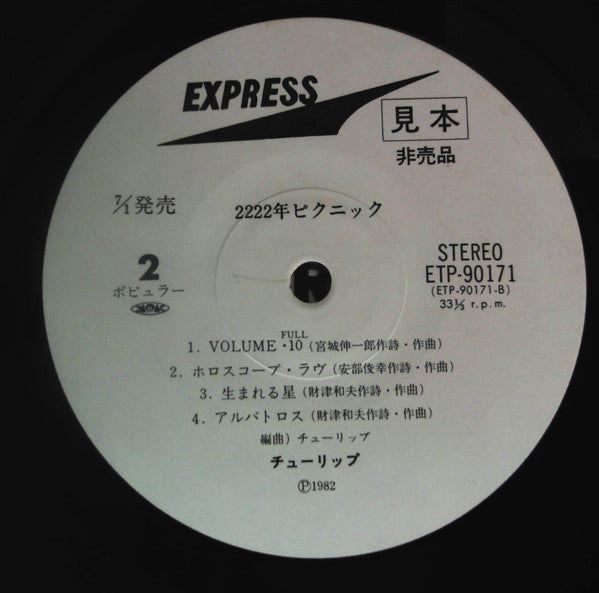 EXPRESS
見本
非売品
7/1発売
2222年ピクニック
2
ポピュラー
JASRAC
STEREO
ETP-90171
(ETP-90171-B)
33⅓ r.p.m.
FULL
1. VOLUME・10 (宮城伸一郎作詩・作曲)
2. ホロスコープ・ラヴ (安部俊幸作詩・作曲)
3. 生まれる星 (財津和夫作詩・作曲)
4. アルバトロス (財津和夫作詩・作曲)
編曲) チューリップ
チューリップ
Ⓟ1982